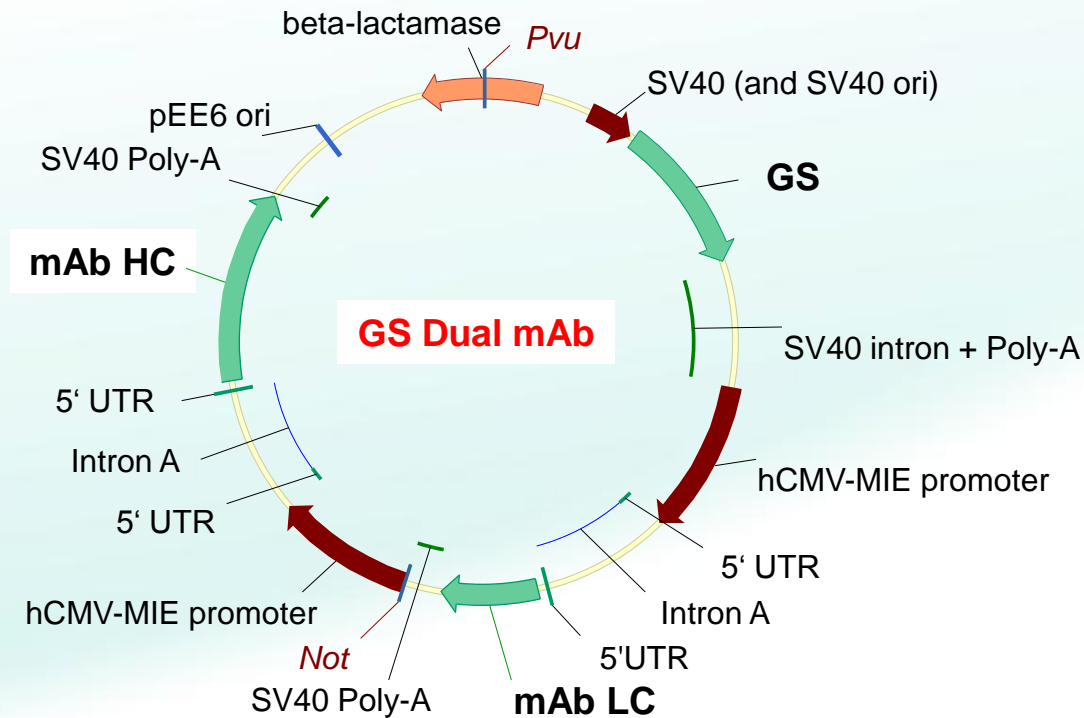 beta-lactamase
Pvu
SV40 (and SV40 ori)
pEE6 ori
SV40 Poly-A
GS
mAb HC
GS Dual mAb
SV40 intron + Poly-A
5‘ UTR
Intron A
hCMV-MIE promoter
5‘ UTR
5‘ UTR
hCMV-MIE promoter
Intron A
Not
5'UTR
SV40 Poly-A
mAb LC